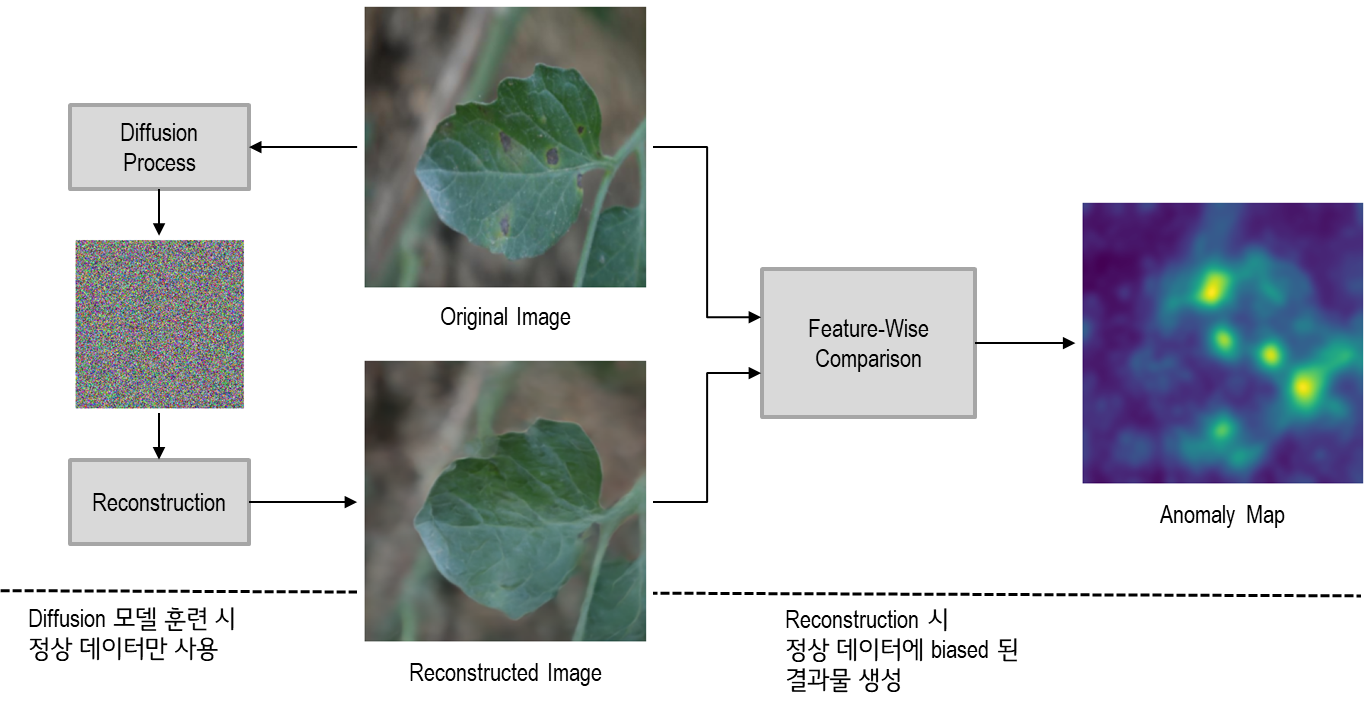 Diffusion
Process
Original Image
Feature-Wise
Comparison
Reconstruction
Anomaly Map
Diffusion 모델 훈련 시
정상 데이터만 사용
Reconstructed Image
Reconstruction 시
정상 데이터에 biased 된
결과물 생성